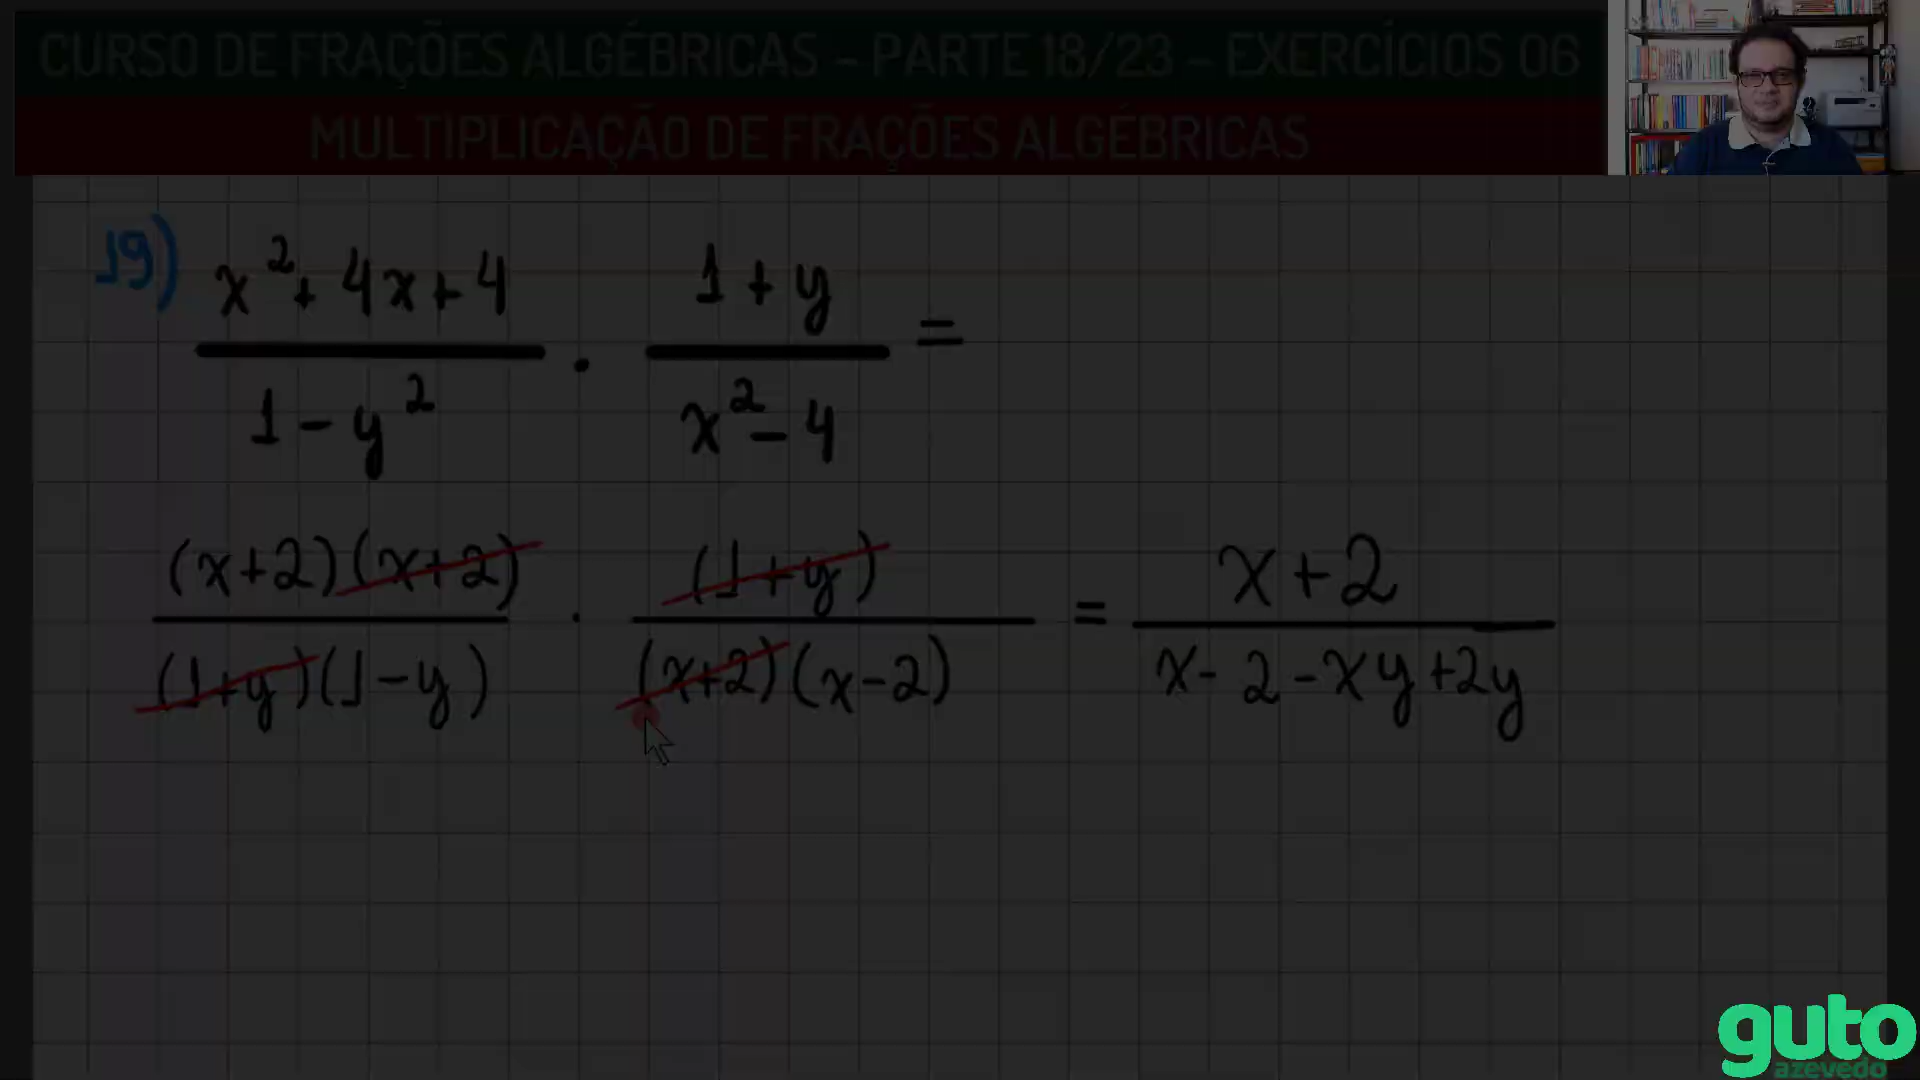 CURSO DE FRAÇÕES ALGÉBRICAS – PARTE 18/23 – EXERCÍCIOS 06
MULTIPLICAÇÃO DE FRAÇÕES ALGÉBRICAS
19) x² + 4x + 4 / 1 - y² · 1 + y / x² - 4 =
(x+2)(x+2) / (1+y)(1-y) · (1+y) / (x+2)(x-2) = x+2 / x-2-xy+2y
guto
azevedo